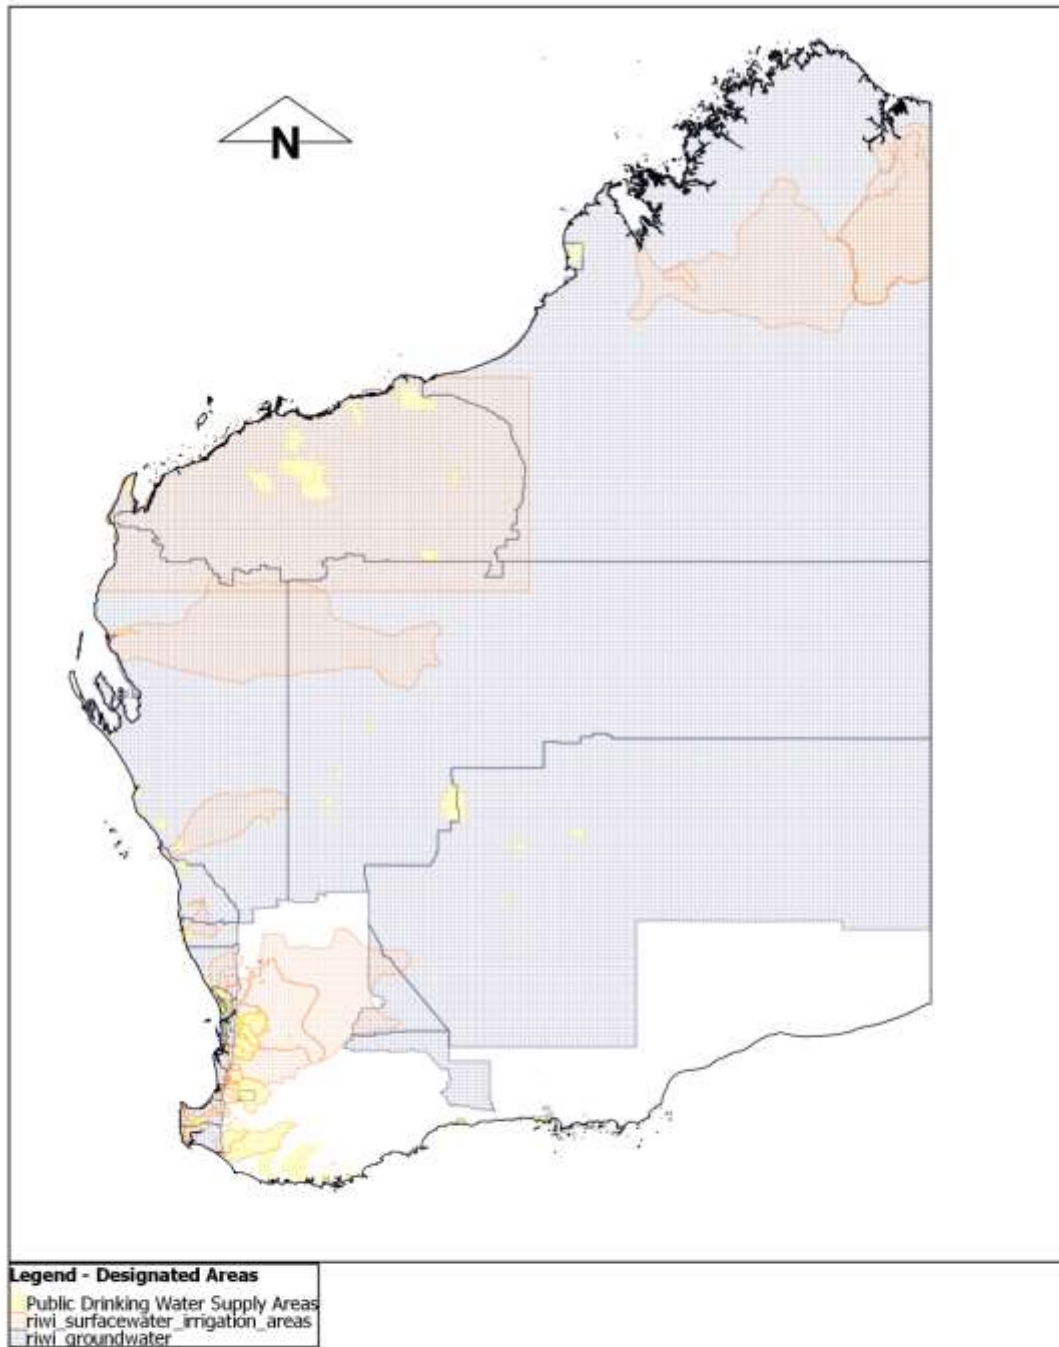 N
Legend - Designated Areas
Public Drinking Water Supply Areas
riwi_surfacewater_irrigation_areas
riwi_groundwater